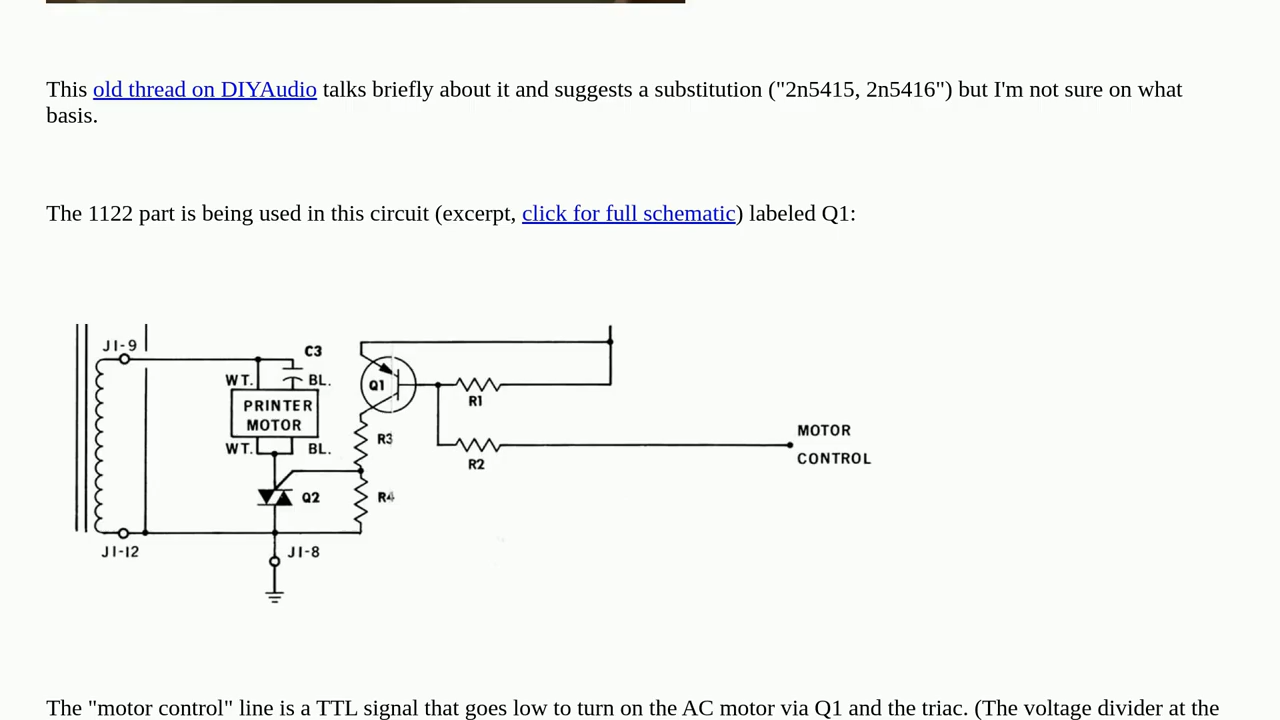 This old thread on DIYAudio talks briefly about it and suggests a substitution ("2n5415, 2n5416") but I'm not sure on what
basis.
The 1122 part is being used in this circuit (excerpt, click for full schematic) labeled Q1:
J1-9
C3
WT.
BL.
Q1
R1
PRINTER
MOTOR
WT.
BL.
R3
R2
MOTOR
CONTROL
Q2
R4
J1-12
J1-8
The "motor control" line is a TTL signal that goes low to turn on the AC motor via Q1 and the triac. (The voltage divider at the